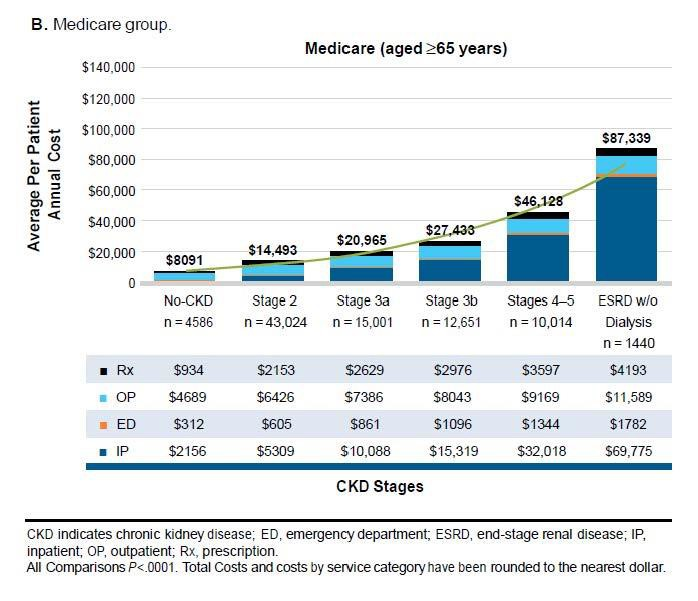 B. Medicare group.
Medicare (aged ≥65 years)
Average Per Patient
Annual Cost
$140,000
$120,000
$100,000
$80,000
$60,000
$40,000
$20,000
0
$8091
$14,493
$20,965
$27,433
$46,128
$87,339
No-CKD Stage 2 Stage 3a Stage 3b Stages 4–5 ESRD w/o
n = 4586 n = 43,024 n = 15,001 n = 12,651 n = 10,014 Dialysis
n = 1440
Rx $934 $2153 $2629 $2976 $3597 $4193
OP $4689 $6426 $7386 $8043 $9169 $11,589
ED $312 $605 $861 $1096 $1344 $1782
IP $2156 $5309 $10,088 $15,319 $32,018 $69,775
CKD Stages
CKD indicates chronic kidney disease; ED, emergency department; ESRD, end-stage renal disease; IP,
inpatient; OP, outpatient; Rx, prescription.
All Comparisons P<.0001. Total Costs and costs by service category have been rounded to the nearest dollar.